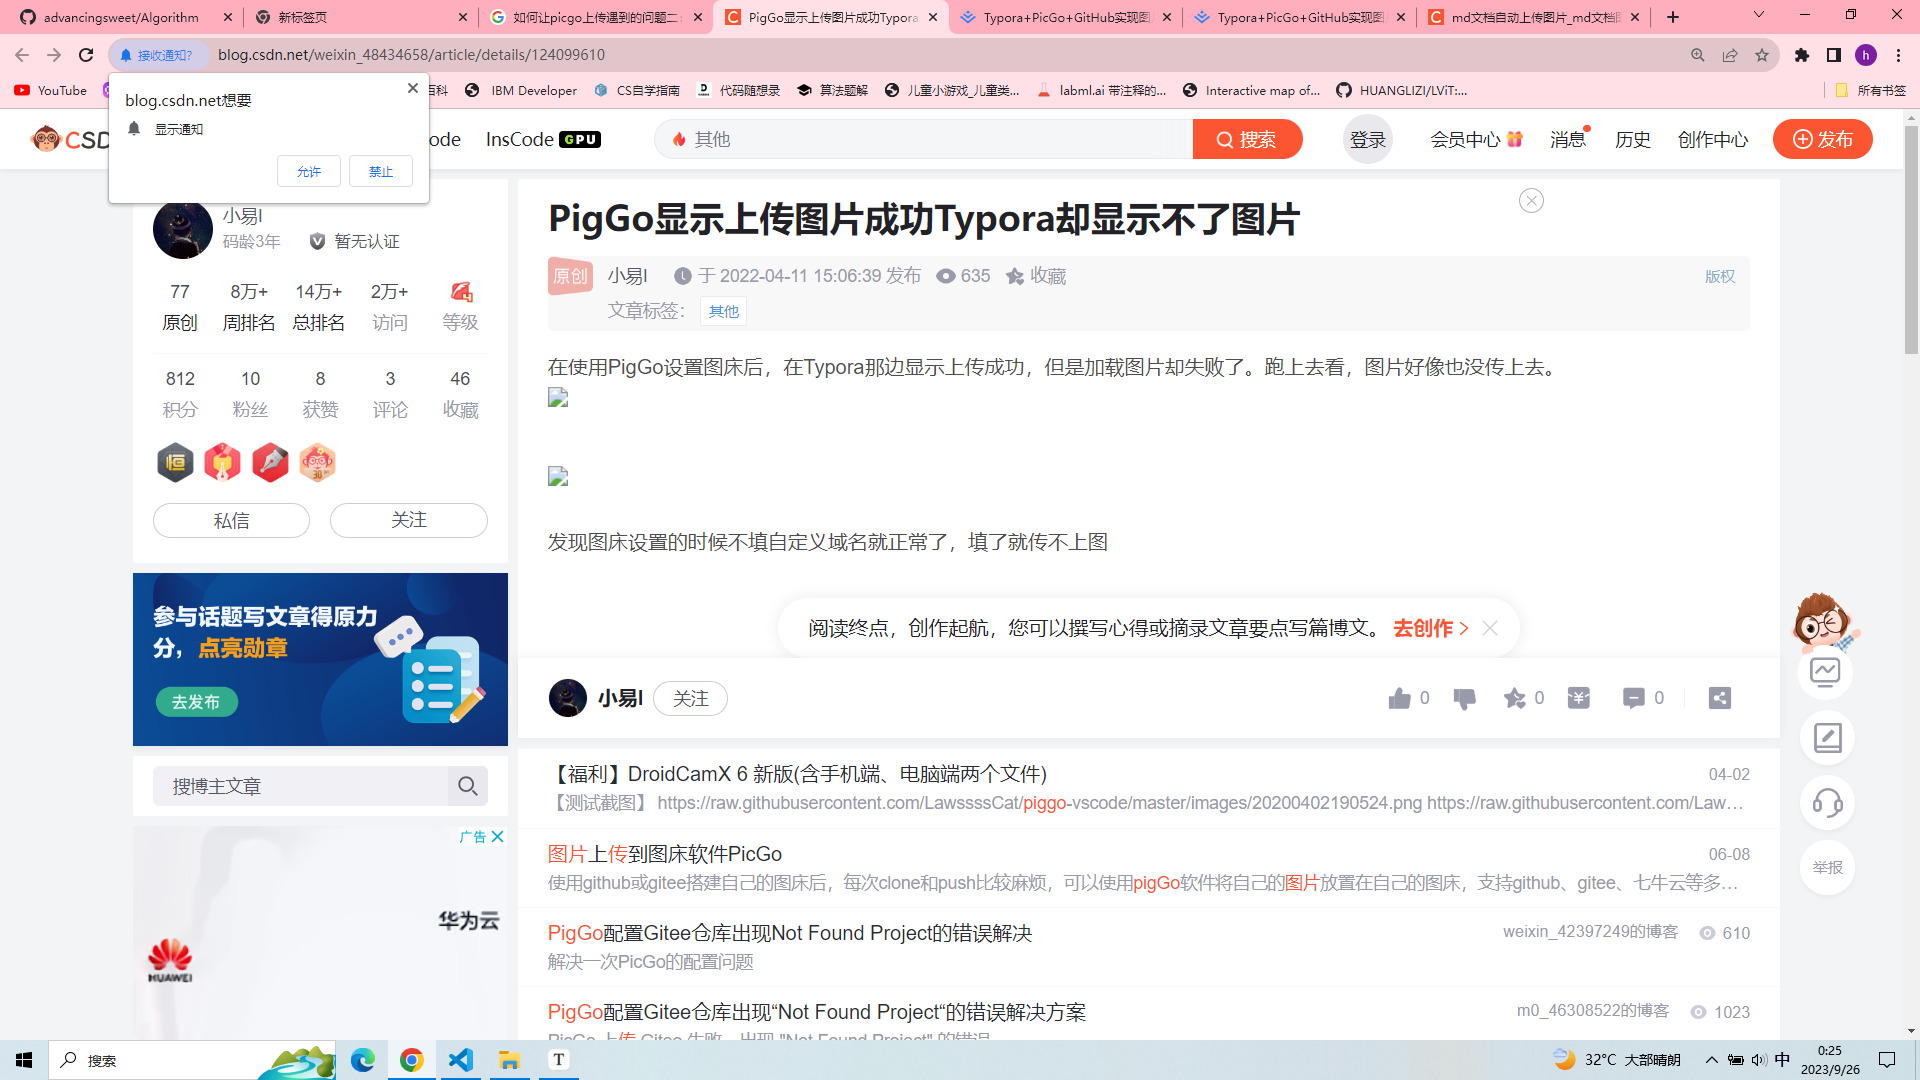 advancingsweet/Algorithm
新标签页
如何让picgo上传遇到的问题二
PigGo显示上传图片成功Typora
Typora+PicGo+GitHub实现图
Typora+PicGo+GitHub实现图
md文档自动上传图片_md文档
接收通知?
blog.csdn.net/weixin_48434658/article/details/124099610
h
YouTube
百科
IBM Developer
CS自学指南
代码随想录
算法题解
儿童小游戏_儿童类...
labml.ai 带注释的...
Interactive map of...
HUANGLIZI/LViT:...
所有书签
blog.csdn.net想要
显示通知
允许
禁止
CSD
ode
InsCode GPU
其他
搜索
登录
会员中心
消息
历史
创作中心
发布
小易I
码龄3年
暂无认证
77
8万+
14万+
2万+
原创
周排名
总排名
访问
等级
812
10
8
3
46
积分
粉丝
获赞
评论
收藏
私信
关注
参与话题写文章得原力
分，点亮勋章
去发布
搜博主文章
广告
华为云
HUAWEI
PigGo显示上传图片成功Typora却显示不了图片
原创
小易I
于 2022-04-11 15:06:39 发布
635
收藏
版权
文章标签：
其他
在使用PigGo设置图床后，在Typora那边显示上传成功，但是加载图片却失败了。跑上去看，图片好像也没传上去。
发现图床设置的时候不填自定义域名就正常了，填了就传不上图
阅读终点，创作起航，您可以撰写心得或摘录文章要点写篇博文。去创作
小易I
关注
0
0
0
【福利】DroidCamX 6 新版(含手机端、电脑端两个文件)
04-02
【测试截图】 https://raw.githubusercontent.com/LawssssCat/piggo-vscode/master/images/20200402190524.png https://raw.githubusercontent.com/Law…
图片上传到图床软件PicGo
06-08
使用github或gitee搭建自己的图床后，每次clone和push比较麻烦，可以使用pigGo软件将自己的图片放置在自己的图床，支持github、gitee、七牛云等多…
PigGo配置Gitee仓库出现Not Found Project的错误解决
weixin_42397249的博客
610
解决一次PicGo的配置问题
PigGo配置Gitee仓库出现“Not Found Project“的错误解决方案
m0_46308522的博客
1023
PicGo 上传 Gitee 失败，出现 "Not Found Project" 的错误
举报
搜索
T
32°C 大部晴朗
中
0:25
2023/9/26